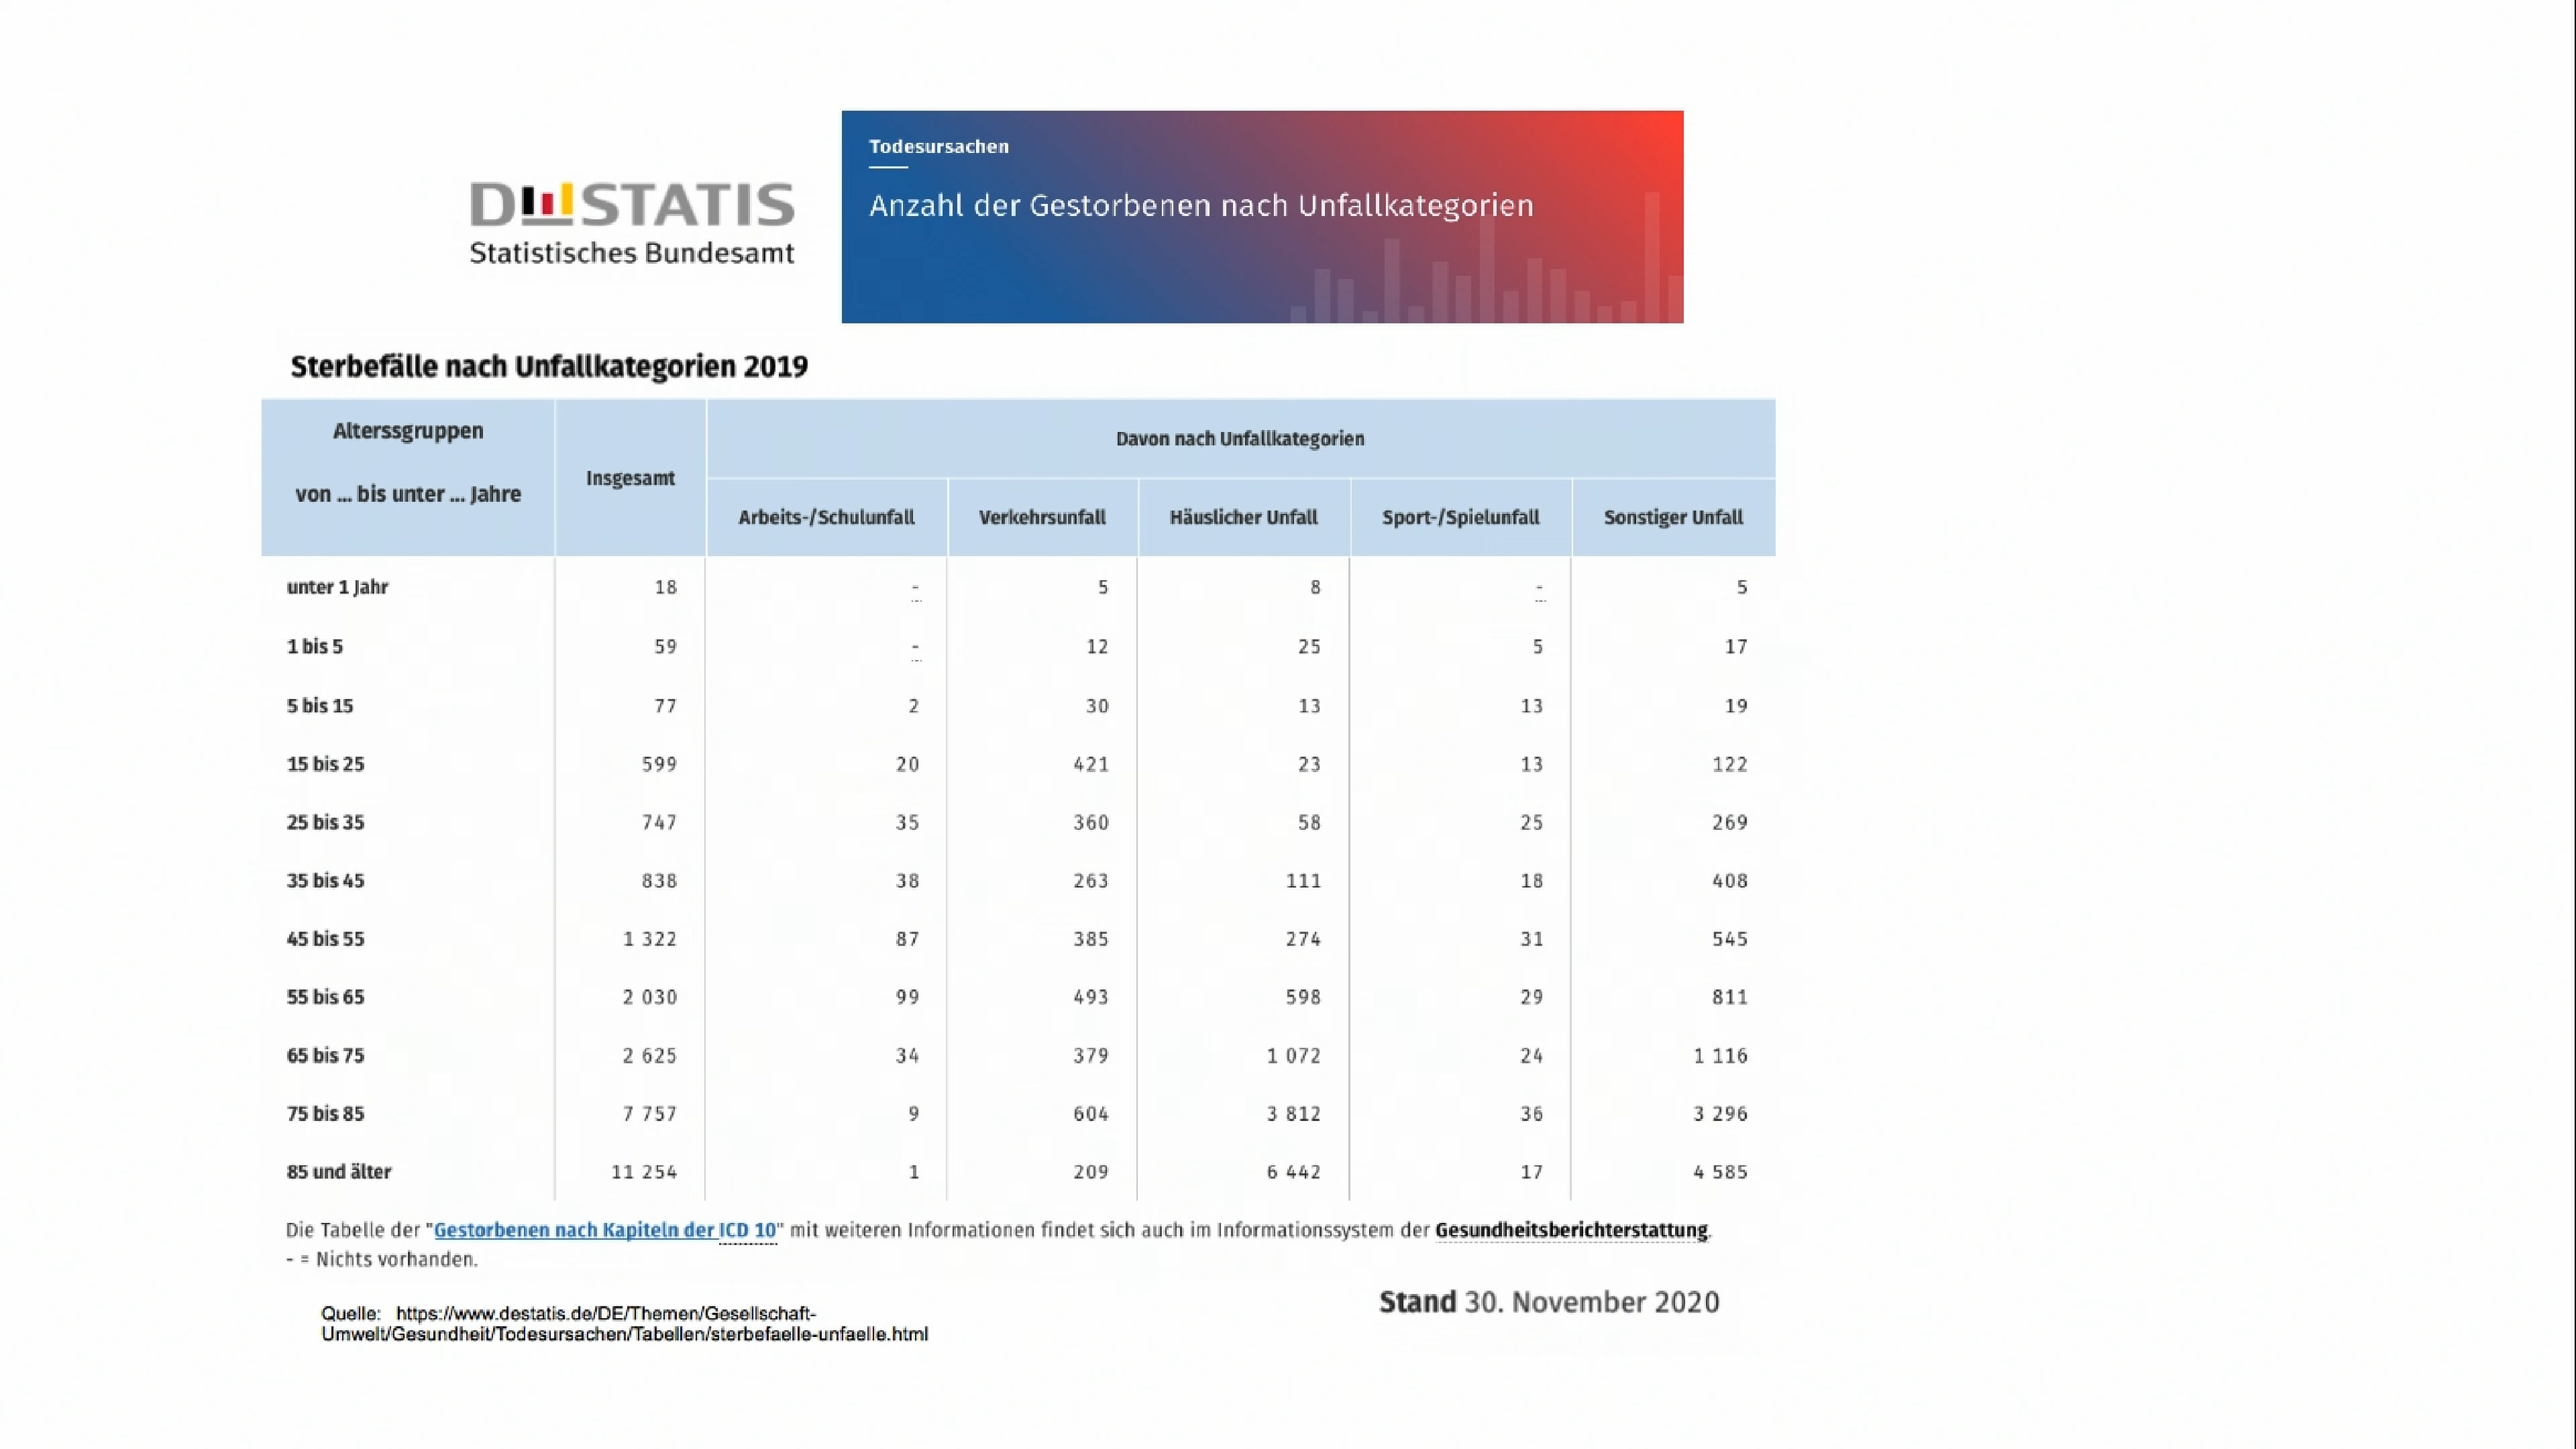 Todesursachen
Anzahl der Gestorbenen nach Unfallkategorien
DESTATIS
Statistisches Bundesamt
Sterbefälle nach Unfallkategorien 2019
Alterssgruppen
von ... bis unter ... Jahre
Insgesamt
Davon nach Unfallkategorien
Arbeits-/Schulunfall Verkehrsunfall Häuslicher Unfall Sport-/Spielunfall Sonstiger Unfall
unter 1 Jahr 18 - 5 8 - 5
1 bis 5 59 - 12 25 5 17
5 bis 15 77 2 30 13 13 19
15 bis 25 599 20 421 23 13 122
25 bis 35 747 35 360 58 25 269
35 bis 45 838 38 263 111 18 408
45 bis 55 1 322 87 385 274 31 545
55 bis 65 2 030 99 493 598 29 811
65 bis 75 2 625 34 379 1 072 24 1 116
75 bis 85 7 757 9 604 3 812 36 3 296
85 und älter 11 254 1 209 6 442 17 4 585
Die Tabelle der "Gestorbenen nach Kapiteln der ICD 10" mit weiteren Informationen findet sich auch im Informationssystem der Gesundheitsberichterstattung.
- = Nichts vorhanden.
Stand 30. November 2020
Quelle: https://www.destatis.de/DE/Themen/Gesellschaft-
Umwelt/Gesundheit/Todesursachen/Tabellen/sterbefaelle-unfaelle.html